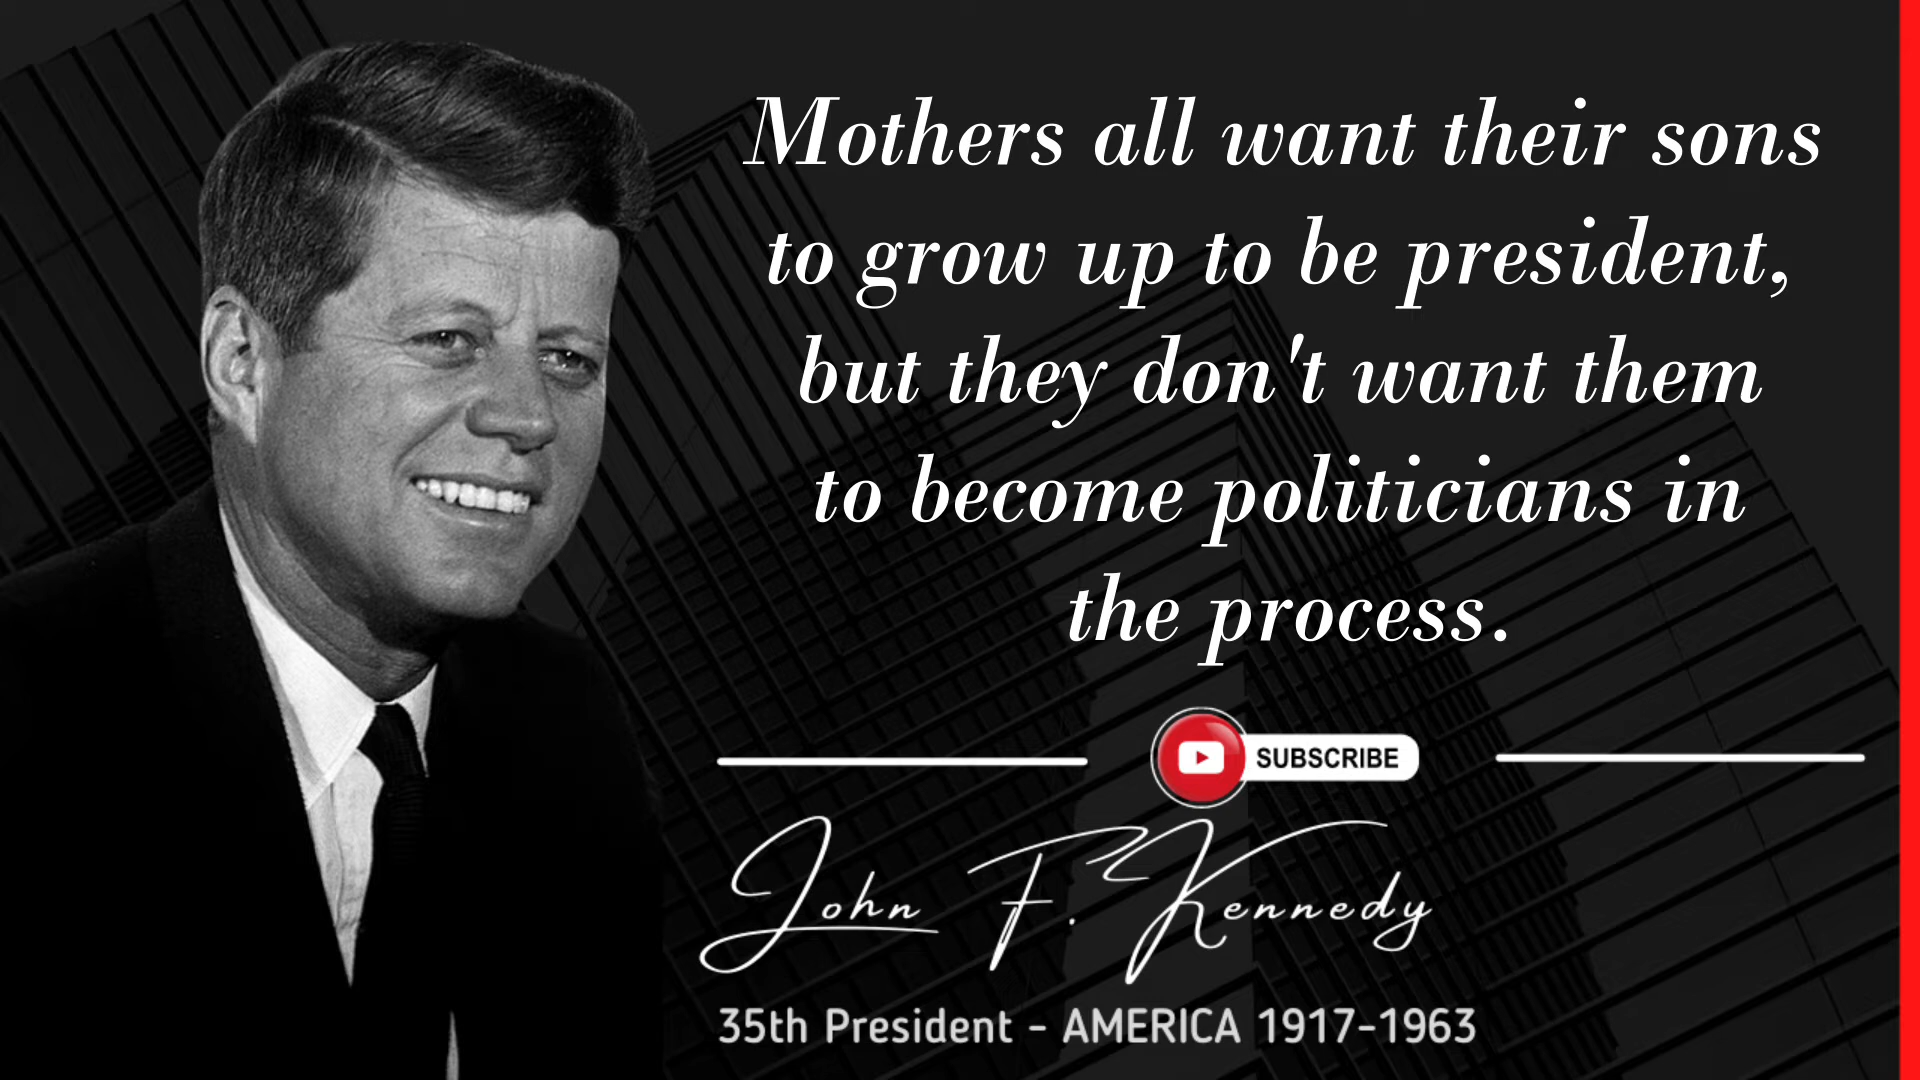 Mothers all want their sons
to grow up to be president,
but they don't want them
to become politicians in
the process.
SUBSCRIBE
John F. Kennedy
35th President - AMERICA 1917-1963